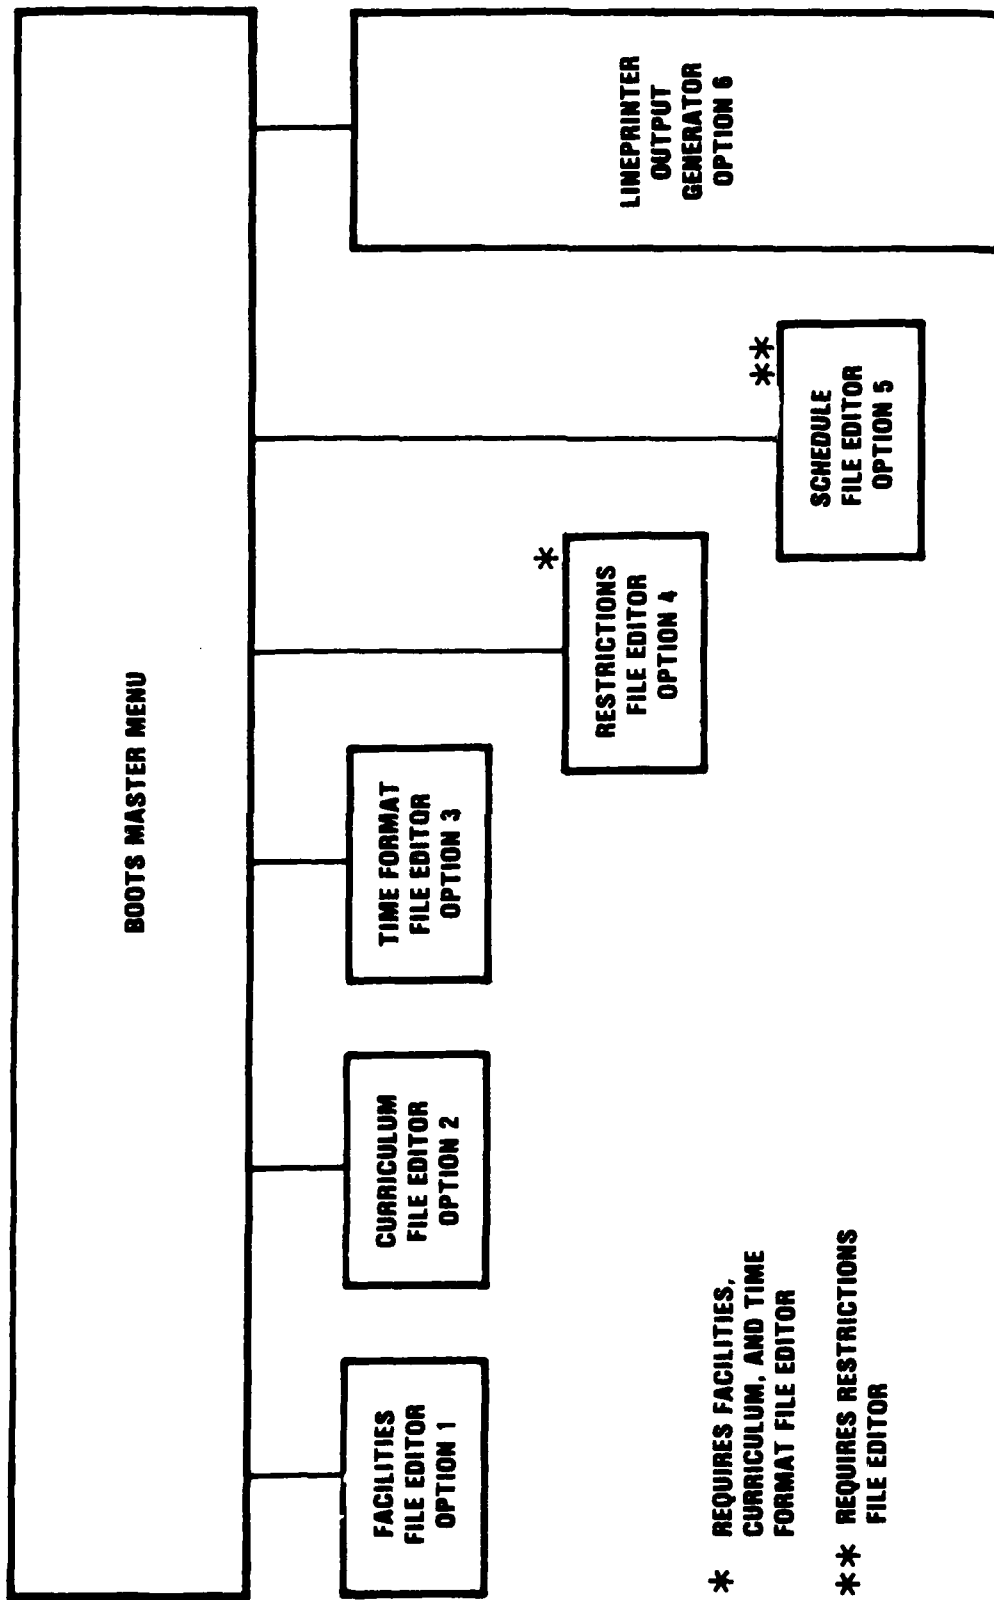 BOOTS MASTER MENU
FACILITIES
FILE EDITOR
OPTION 1
CURRICULUM
FILE EDITOR
OPTION 2
TIME FORMAT
FILE EDITOR
OPTION 3
*
RESTRICTIONS
FILE EDITOR
OPTION 4
**
SCHEDULE
FILE EDITOR
OPTION 5
LINEPRINTER
OUTPUT
GENERATOR
OPTION 6
* REQUIRES FACILITIES,
CURRICULUM, AND TIME
FORMAT FILE EDITOR
** REQUIRES RESTRICTIONS
FILE EDITOR